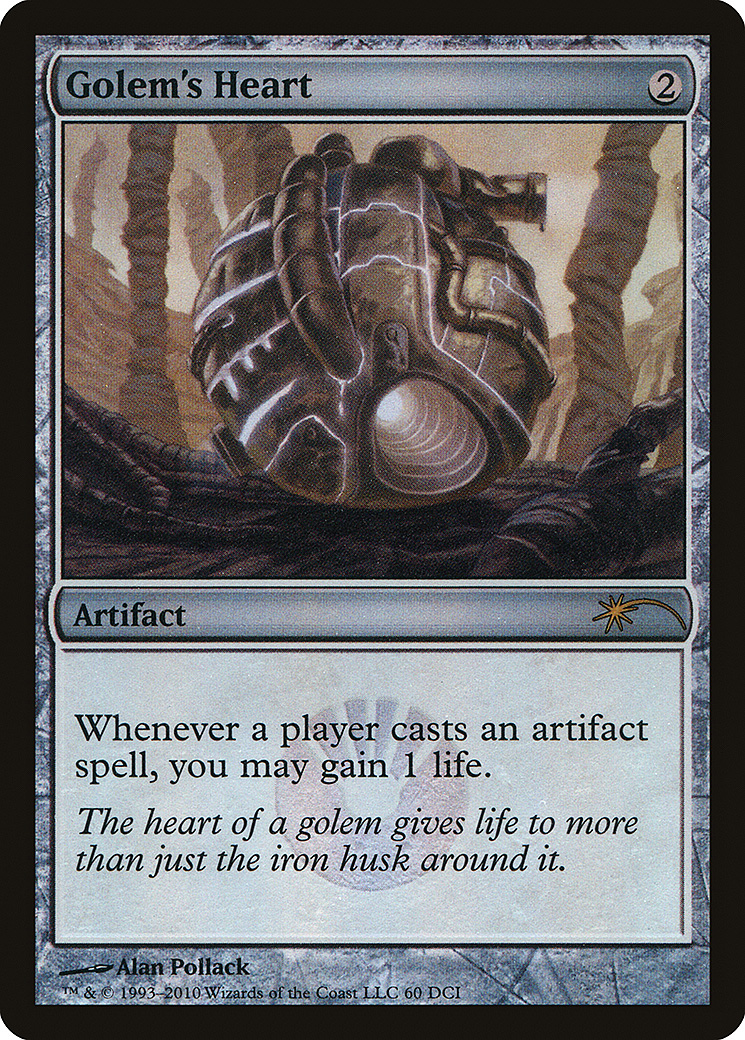 Golem's Heart 2
Artifact
Whenever a player casts an artifact
spell, you may gain 1 life.
The heart of a golem gives life to more
than just the iron husk around it.
Alan Pollack
™ & © 1993–2010 Wizards of the Coast LLC 60 DCI